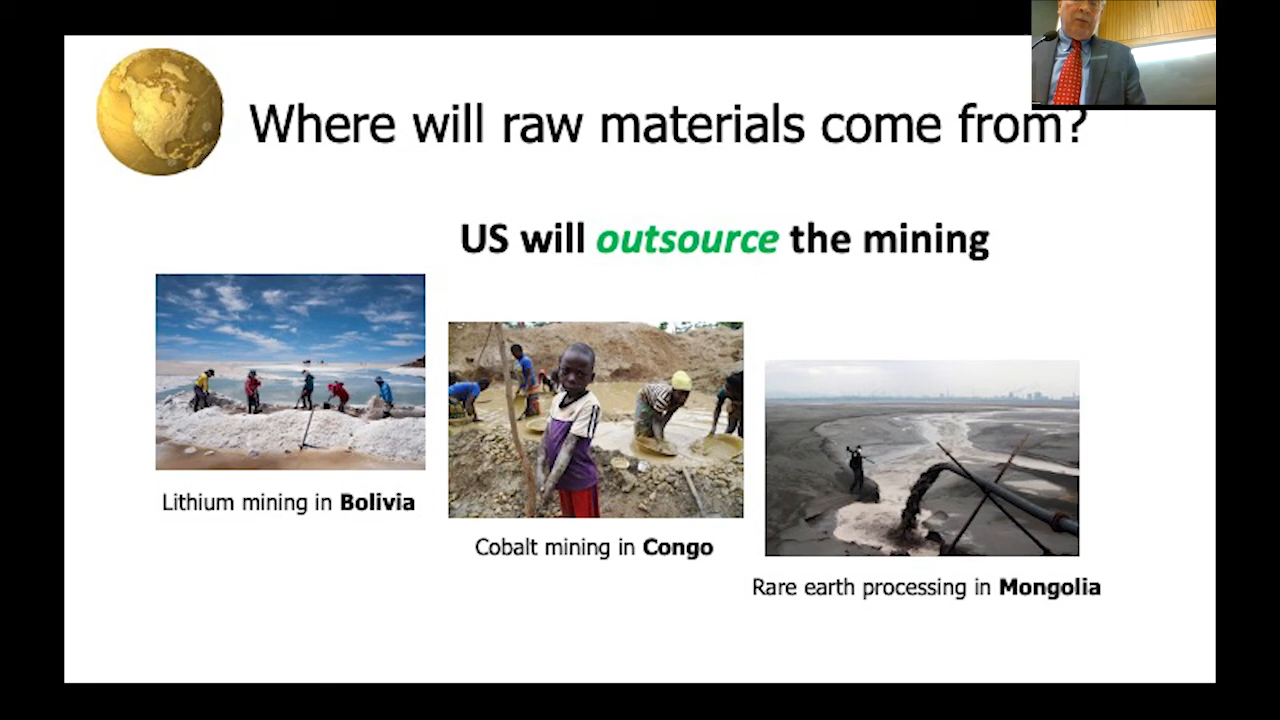 Where will raw materials come from?
US will outsource the mining
Lithium mining in Bolivia
Cobalt mining in Congo
Rare earth processing in Mongolia